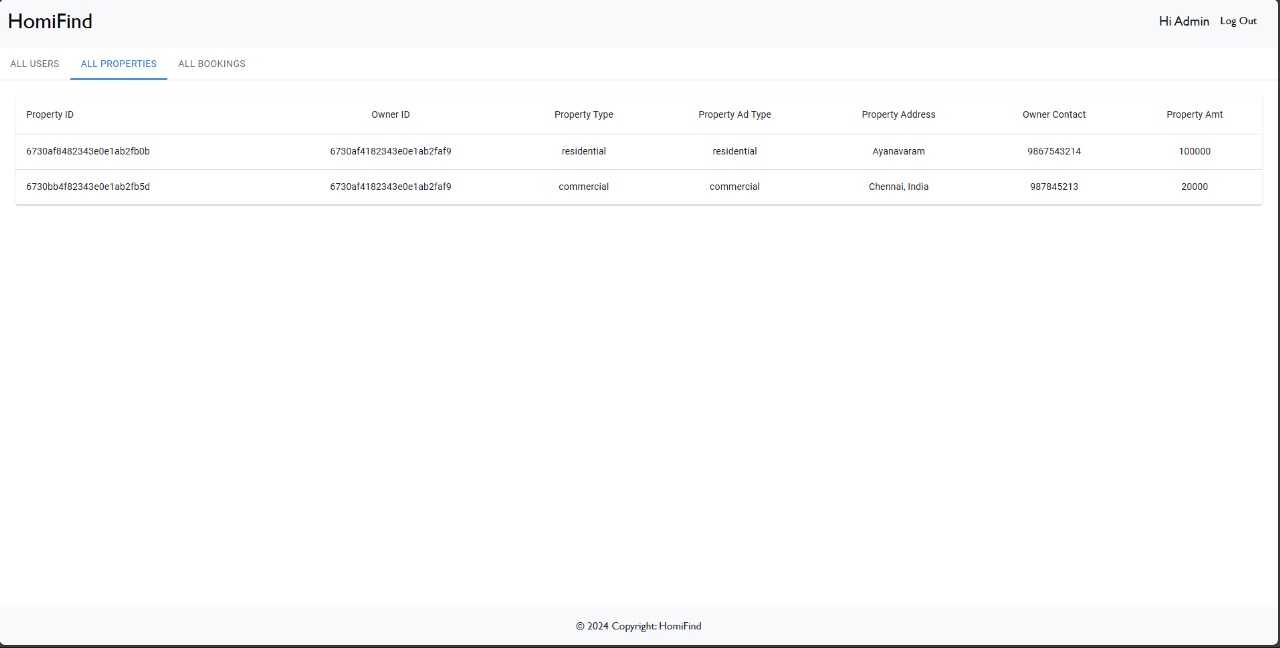 HomiFind
Hi Admin Log Out
ALL USERS ALL PROPERTIES ALL BOOKINGS
Property ID Owner ID Property Type Property Ad Type Property Address Owner Contact Property Amt
6730af8482343e0e1ab2fb0b 6730af4182343e0e1ab2faf9 residential residential Ayanavaram 9867543214 100000
6730bb4f82343e0e1ab2fb5d 6730af4182343e0e1ab2faf9 commercial commercial Chennai, India 987845213 20000
© 2024 Copyright: HomiFind